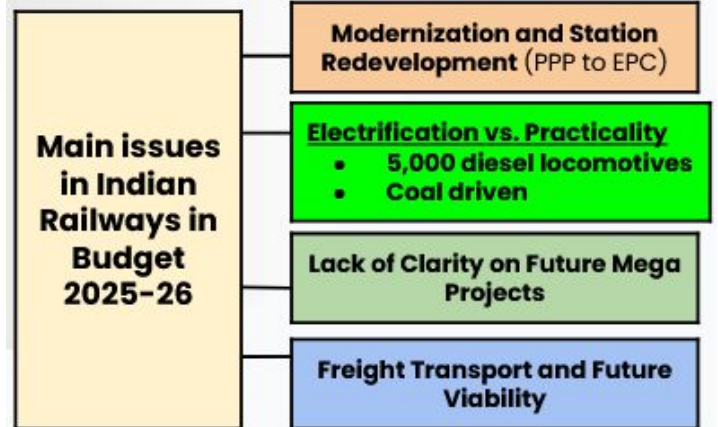 Main issues
in Indian
Railways in
Budget
2025-26
Modernization and Station
Redevelopment (PPP to EPC)
Electrification vs. Practicality
● 5,000 diesel locomotives
● Coal driven
Lack of Clarity on Future Mega
Projects
Freight Transport and Future
Viability